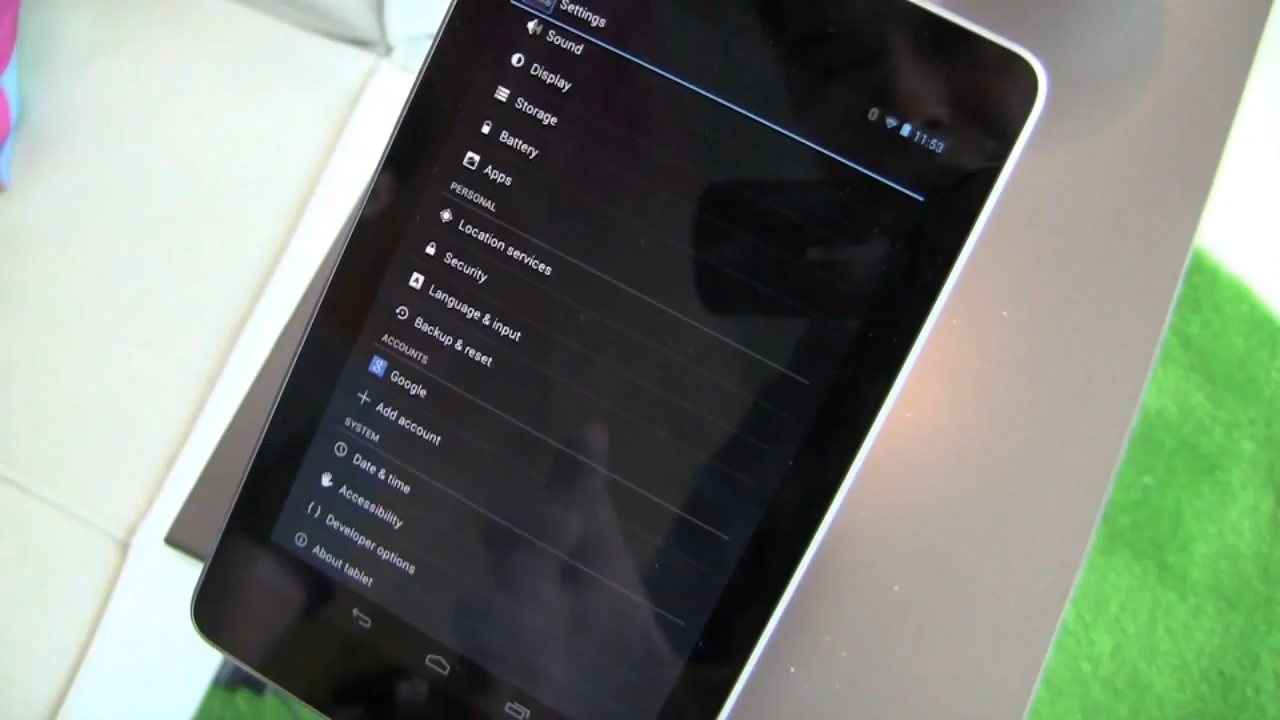 Settings
11:53
Sound
Display
Storage
Battery
Apps
PERSONAL
Location services
Security
Language & input
Backup & reset
ACCOUNTS
Google
Add account
SYSTEM
Date & time
Accessibility
Developer options
About tablet